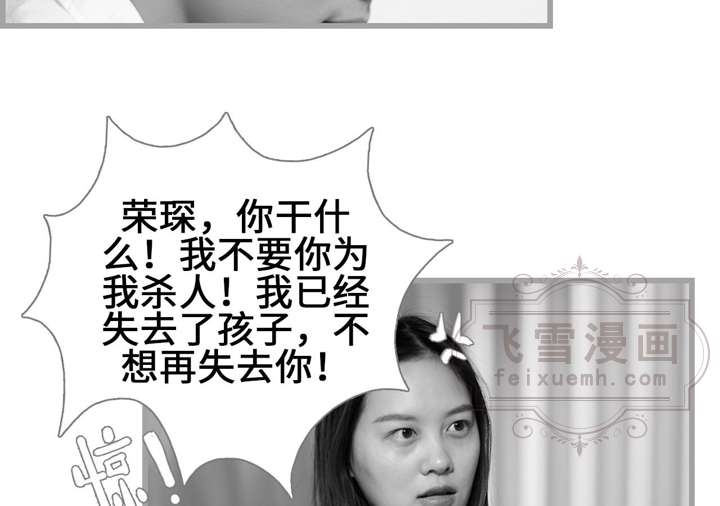 荣琛，你干什
么！我不要你为
我杀人！我已经
失去了孩子，不
想再失去你！
飞雪漫画
feixuemh.com
惊！